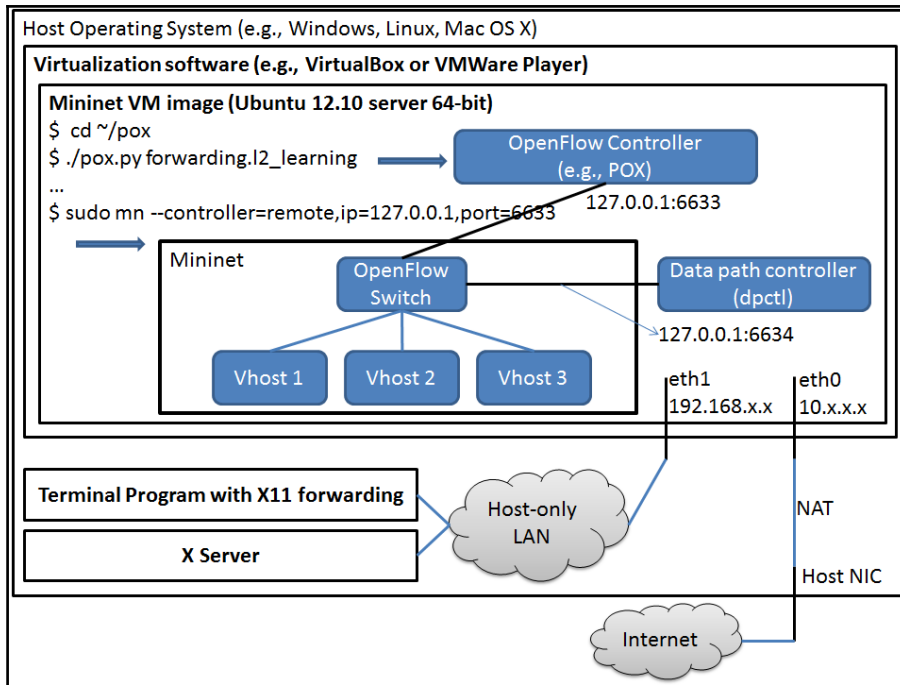 Host Operating System (e.g., Windows, Linux, Mac OS X)
Virtualization software (e.g., VirtualBox or VMWare Player)
Mininet VM image (Ubuntu 12.10 server 64-bit)
$ cd ~/pox
$ ./pox.py forwarding.l2_learning
...
$ sudo mn --controller=remote,ip=127.0.0.1,port=6633
OpenFlow Controller
(e.g., POX)
127.0.0.1:6633
Mininet
OpenFlow
Switch
Data path controller
(dpctl)
127.0.0.1:6634
Vhost 1
Vhost 2
Vhost 3
eth1
192.168.x.x
eth0
10.x.x.x
Terminal Program with X11 forwarding
X Server
Host-only
LAN
NAT
Host NIC
Internet